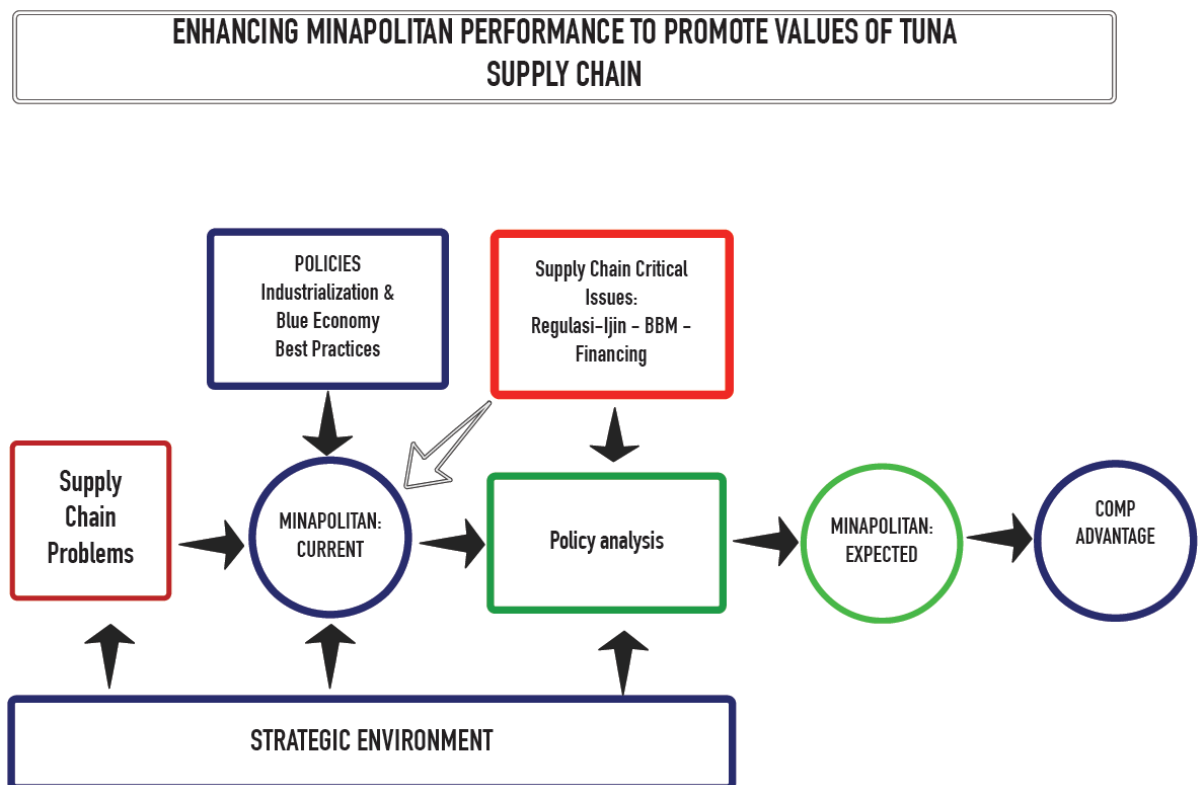 ENHANCING MINAPOLITAN PERFORMANCE TO PROMOTE VALUES OF TUNA
SUPPLY CHAIN
POLICIES
Industrialization &
Blue Economy
Best Practices
Supply Chain Critical
Issues:
Regulasi-Ijin - BBM -
Financing
Supply
Chain
Problems
MINAPOLITAN:
CURRENT
Policy analysis
MINAPOLITAN:
EXPECTED
COMP
ADVANTAGE
STRATEGIC ENVIRONMENT